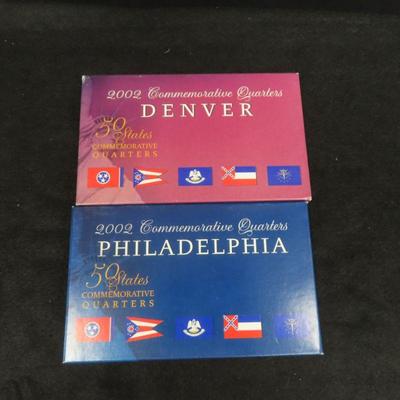 2002 Commemorative Quarters
DENVER
50 States
COMMEMORATIVE
QUARTERS
2002 Commemorative Quarters
PHILADELPHIA
50 States
COMMEMORATIVE
QUARTERS